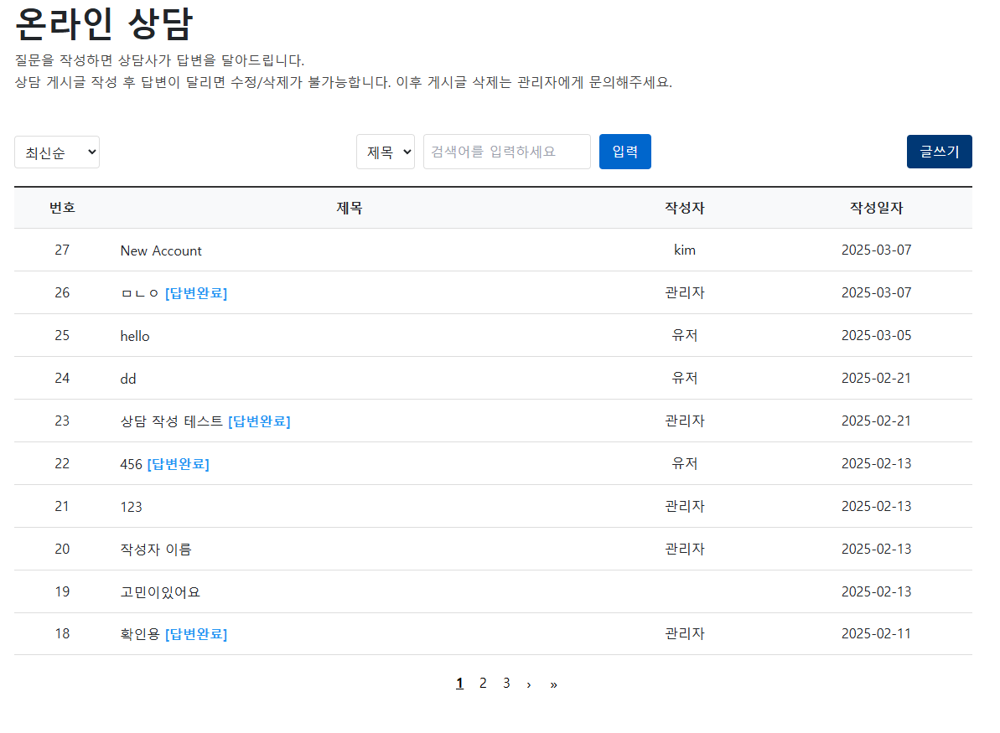 온라인 상담
질문을 작성하면 상담사가 답변을 달아드립니다.
상담 게시글 작성 후 답변이 달리면 수정/삭제가 불가능합니다. 이후 게시글 삭제는 관리자에게 문의해주세요.
최신순 제목 검색어를 입력하세요 입력 글쓰기
번호 제목 작성자 작성일자
27 New Account kim 2025-03-07
26 ㅁㄴㅇ [답변완료] 관리자 2025-03-07
25 hello 유저 2025-03-05
24 dd 유저 2025-02-21
23 상담 작성 테스트 [답변완료] 관리자 2025-02-21
22 456 [답변완료] 유저 2025-02-13
21 123 관리자 2025-02-13
20 작성자 이름 관리자 2025-02-13
19 고민이있어요 2025-02-13
18 확인용 [답변완료] 관리자 2025-02-11
1 2 3 › »